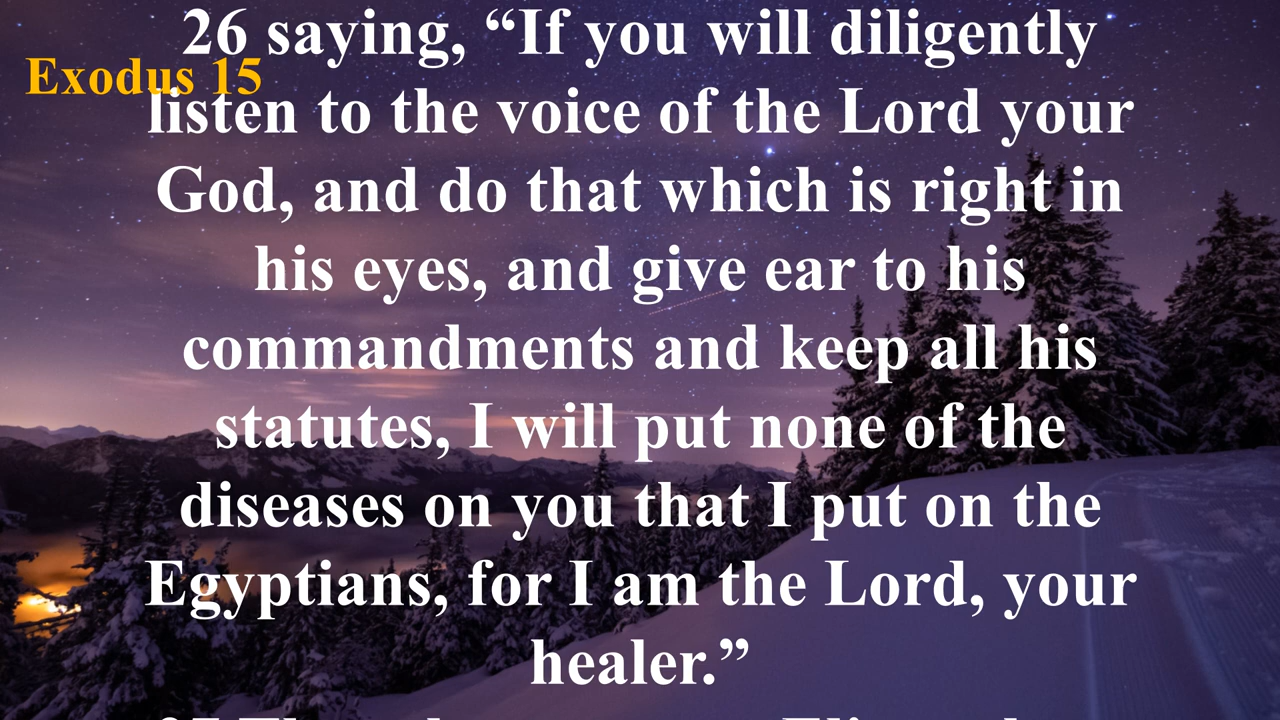 26 saying, “If you will diligently
Exodus 15
listen to the voice of the Lord your
God, and do that which is right in
his eyes, and give ear to his
commandments and keep all his
statutes, I will put none of the
diseases on you that I put on the
Egyptians, for I am the Lord, your
healer.”